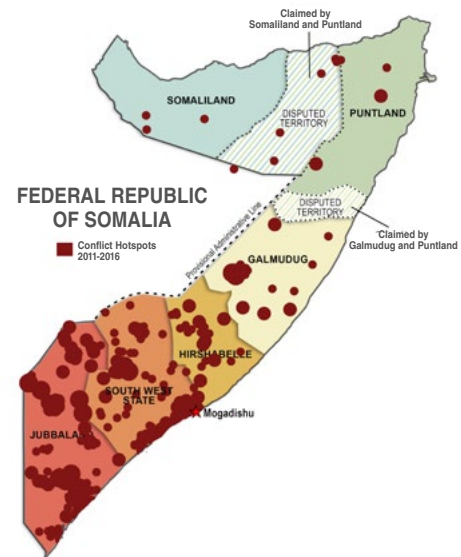 Claimed by
Somaliland and Puntland
SOMALILAND
DISPUTED
TERRITORY
PUNTLAND
FEDERAL REPUBLIC
OF SOMALIA
Conflict Hotspots
2011-2016
Provisional Administrative Line
DISPUTED
TERRITORY
Claimed by
Galmudug and Puntland
GALMUDUG
HIRSHABELLE
SOUTH WEST
STATE
Mogadishu
JUBBALA